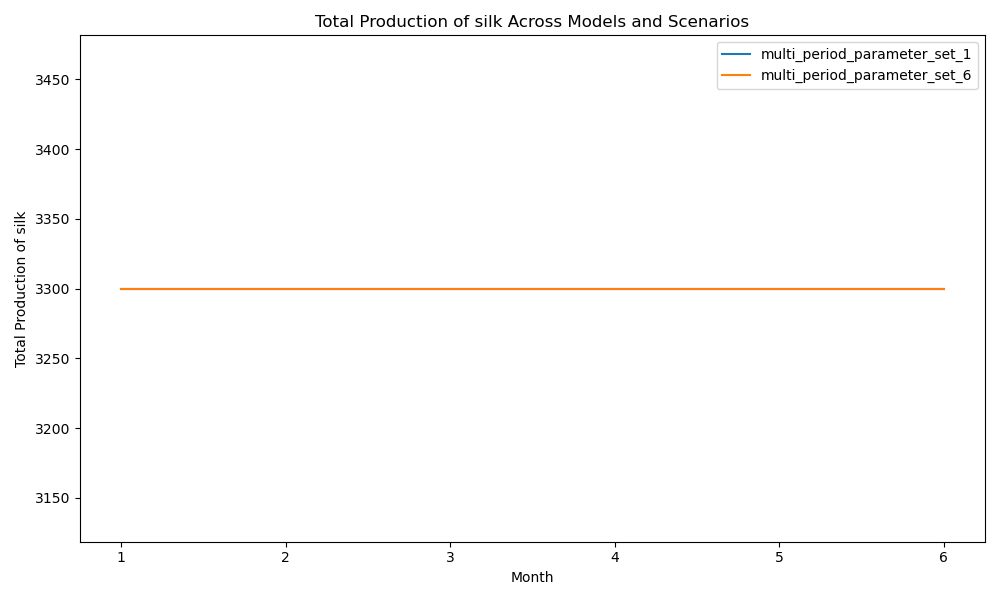 Total Production of silk Across Models and Scenarios
multi_period_parameter_set_1
multi_period_parameter_set_6
Total Production of silk
3450
3400
3350
3300
3250
3200
3150
1 2 3 4 5 6
Month